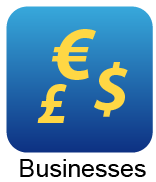 €
£ $
Businesses